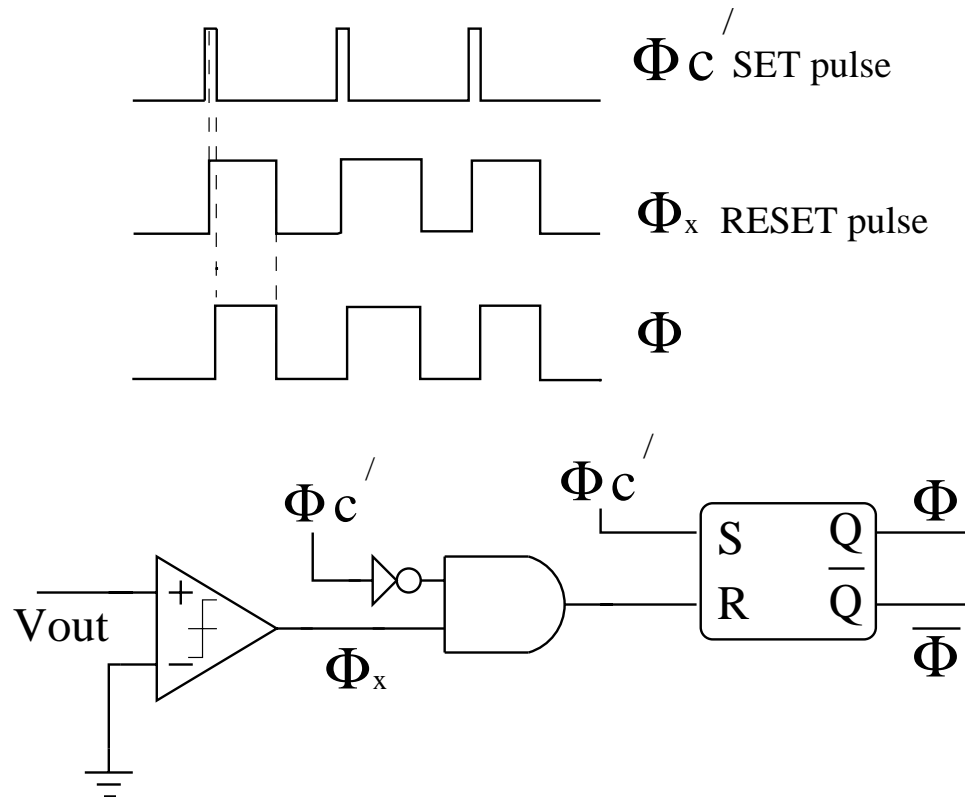 Φc′ SET pulse
Φx RESET pulse
Φ
Φc′
Φc′
Φ
S
Q
+
Vout
R
Q̅
−
Φx
Φ̅